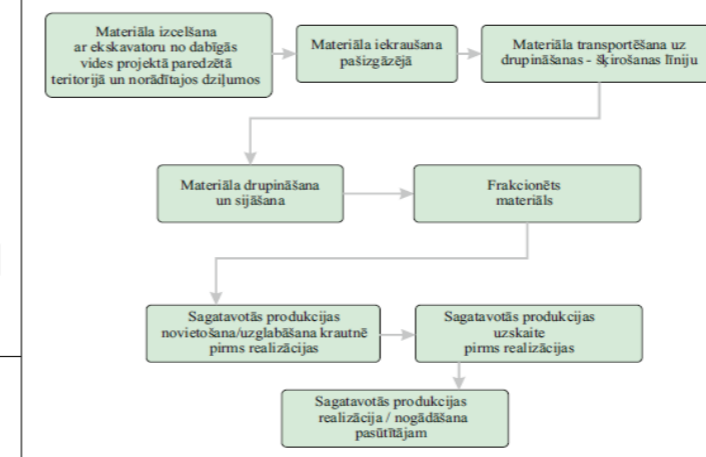 Materiāla izcelšana
ar ekskavatoru no dabīgās
vides projektā paredzētā
teritorijā un norādītajos dziļumos
Materiāla iekraušana
pašizgāzējā
Materiāla transportēšana uz
drupināšanas - šķirošanas līniju
Materiāla drupināšana
un sijāšana
Frakcionēts
materiāls
Sagatavotās produkcijas
novietošana/uzglabāšana krautnē
pirms realizācijas
Sagatavotās produkcijas
uzskaite
pirms realizācijas
Sagatavotās produkcijas
realizācija / nogādāšana
pasūtītājam